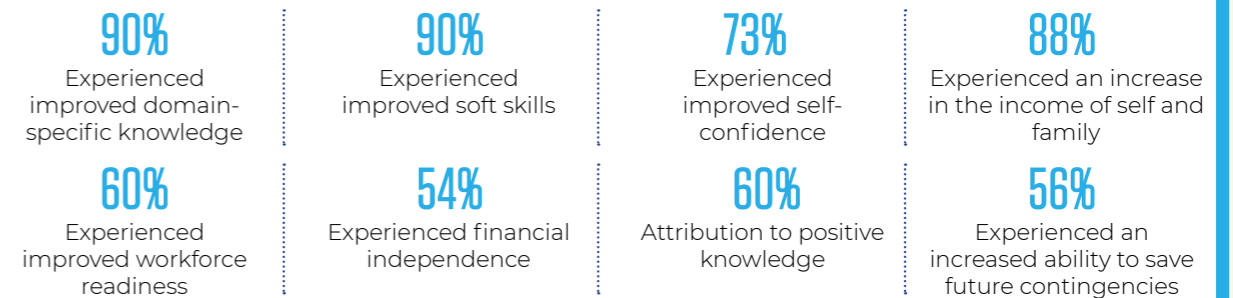 90%
Experienced
improved domain-
specific knowledge
90%
Experienced
improved soft skills
73%
Experienced
improved self-
confidence
88%
Experienced an increase
in the income of self and
family
60%
Experienced
improved workforce
readiness
54%
Experienced financial
independence
60%
Attribution to positive
knowledge
56%
Experienced an
increased ability to save
future contingencies